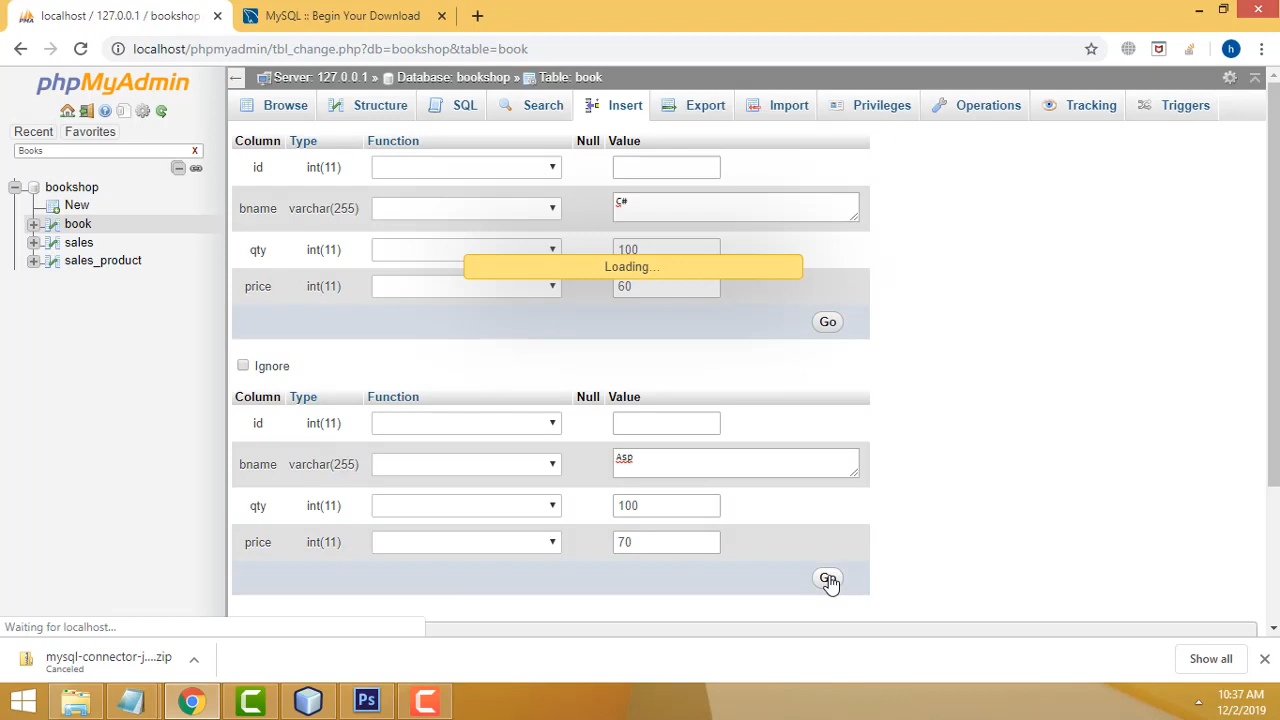 localhost / 127.0.0.1 / bookshop
MySQL :: Begin Your Download
localhost/phpmyadmin/tbl_change.php?db=bookshop&table=book
h
phpMyAdmin
Server: 127.0.0.1 » Database: bookshop » Table: book
Browse Structure SQL Search Insert Export Import Privileges Operations Tracking Triggers
Recent Favorites
Books X
bookshop
New
book
sales
sales_product
Column Type Function Null Value
id int(11)
bname varchar(255) C#
qty int(11) 100
Loading...
price int(11) 60
Go
Ignore
Column Type Function Null Value
id int(11)
bname varchar(255) Asp
qty int(11) 100
price int(11) 70
Go
Waiting for localhost...
mysql-connector-j....zip
Canceled
Show all
Ps
10:37 AM
12/2/2019